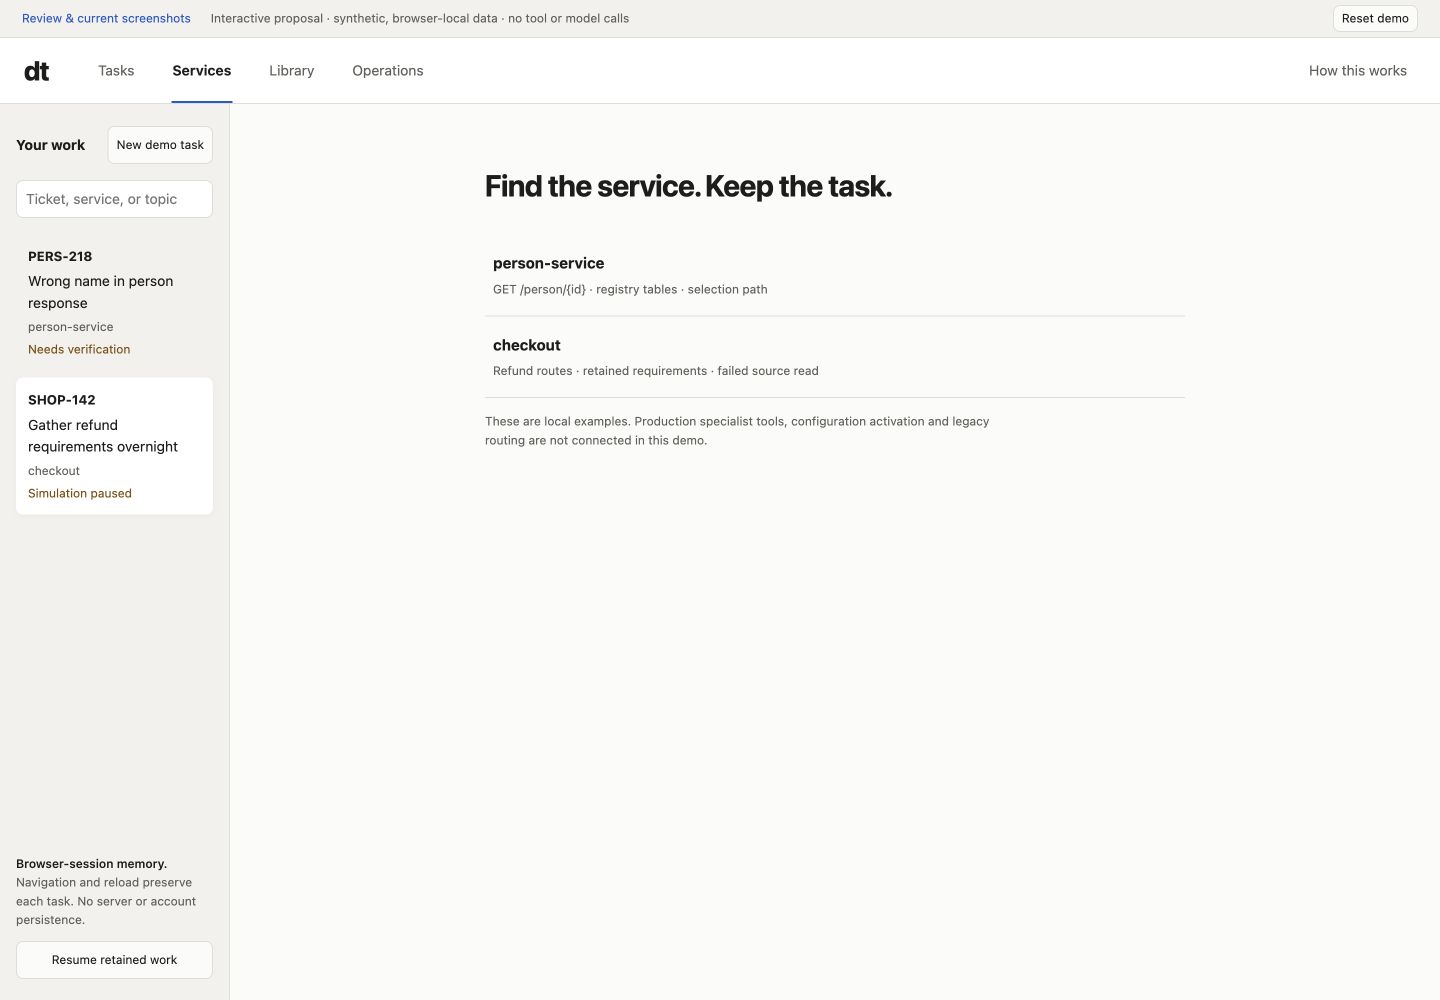 Review & current screenshots
Interactive proposal · synthetic, browser-local data · no tool or model calls
Reset demo
dt
Tasks
Services
Library
Operations
How this works
Your work
New demo task
Ticket, service, or topic
PERS-218
Wrong name in person
response
person-service
Needs verification
SHOP-142
Gather refund
requirements overnight
checkout
Simulation paused
Browser-session memory.
Navigation and reload preserve
each task. No server or account
persistence.
Resume retained work
Find the service. Keep the task.
person-service
GET /person/{id} · registry tables · selection path
checkout
Refund routes · retained requirements · failed source read
These are local examples. Production specialist tools, configuration activation and legacy
routing are not connected in this demo.